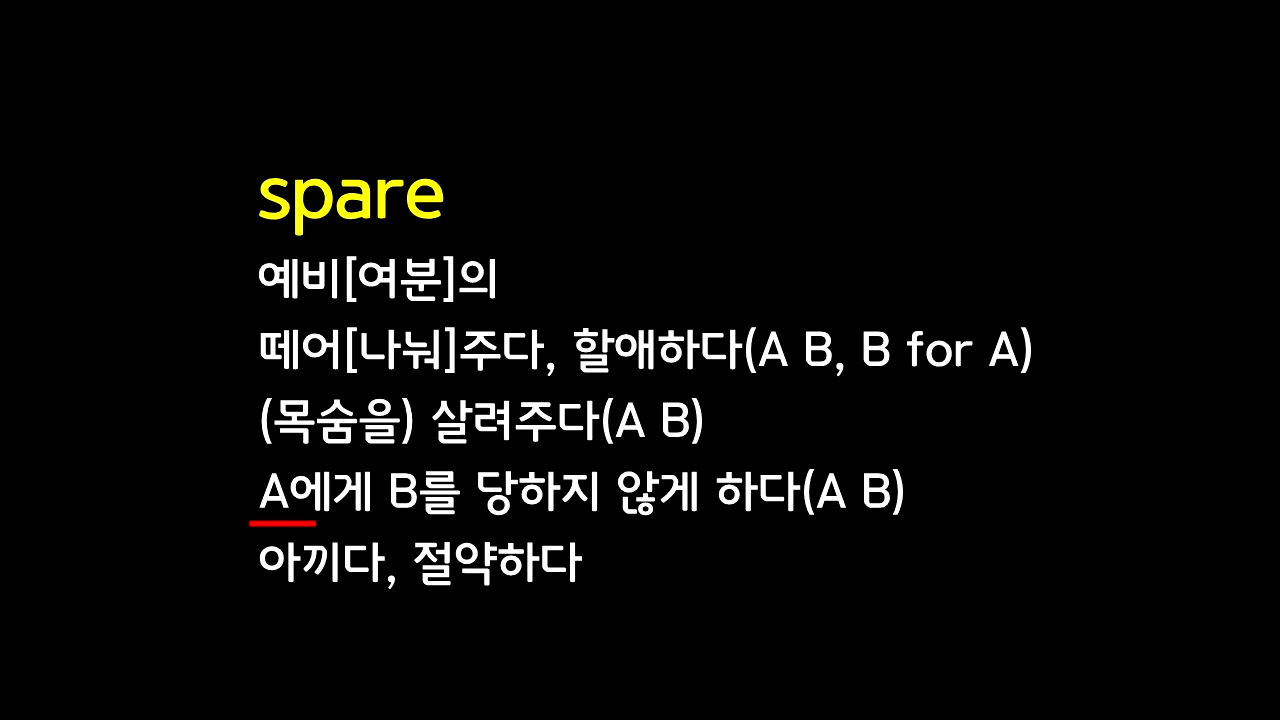 spare
예비[여분]의
떼어[나눠]주다, 할애하다(A B, B for A)
(목숨을) 살려주다(A B)
A에게 B를 당하지 않게 하다(A B)
아끼다, 절약하다